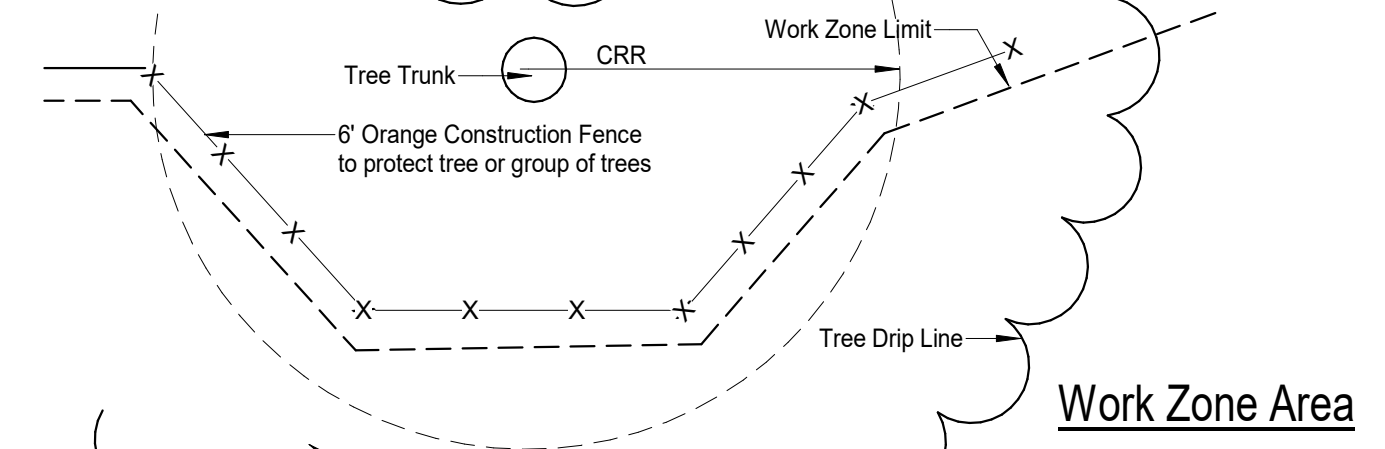 Work Zone Limit
CRR
Tree Trunk
6' Orange Construction Fence
to protect tree or group of trees
Tree Drip Line
Work Zone Area